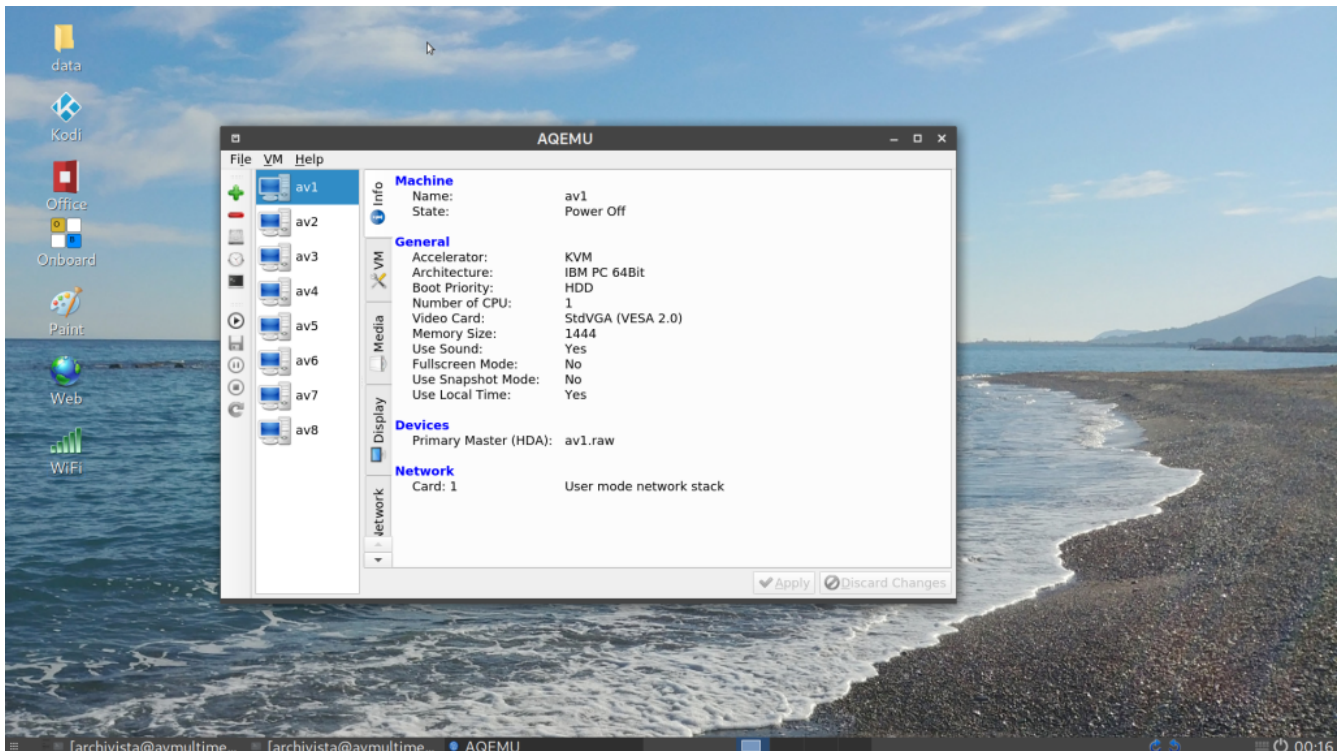 data
Kodi
Office
Onboard
Paint
Web
WiFi
AQEMU
File VM Help
av1
av2
av3
av4
av5
av6
av7
av8
Info
VM
Media
Display
Network
Machine
Name: av1
State: Power Off
General
Accelerator: KVM
Architecture: IBM PC 64Bit
Boot Priority: HDD
Number of CPU: 1
Video Card: StdVGA (VESA 2.0)
Memory Size: 1444
Use Sound: Yes
Fullscreen Mode: No
Use Snapshot Mode: No
Use Local Time: Yes
Devices
Primary Master (HDA): av1.raw
Network
Card: 1 User mode network stack
Apply Discard Changes
[archivista@avmultime... [archivista@avmultime... AQEMU